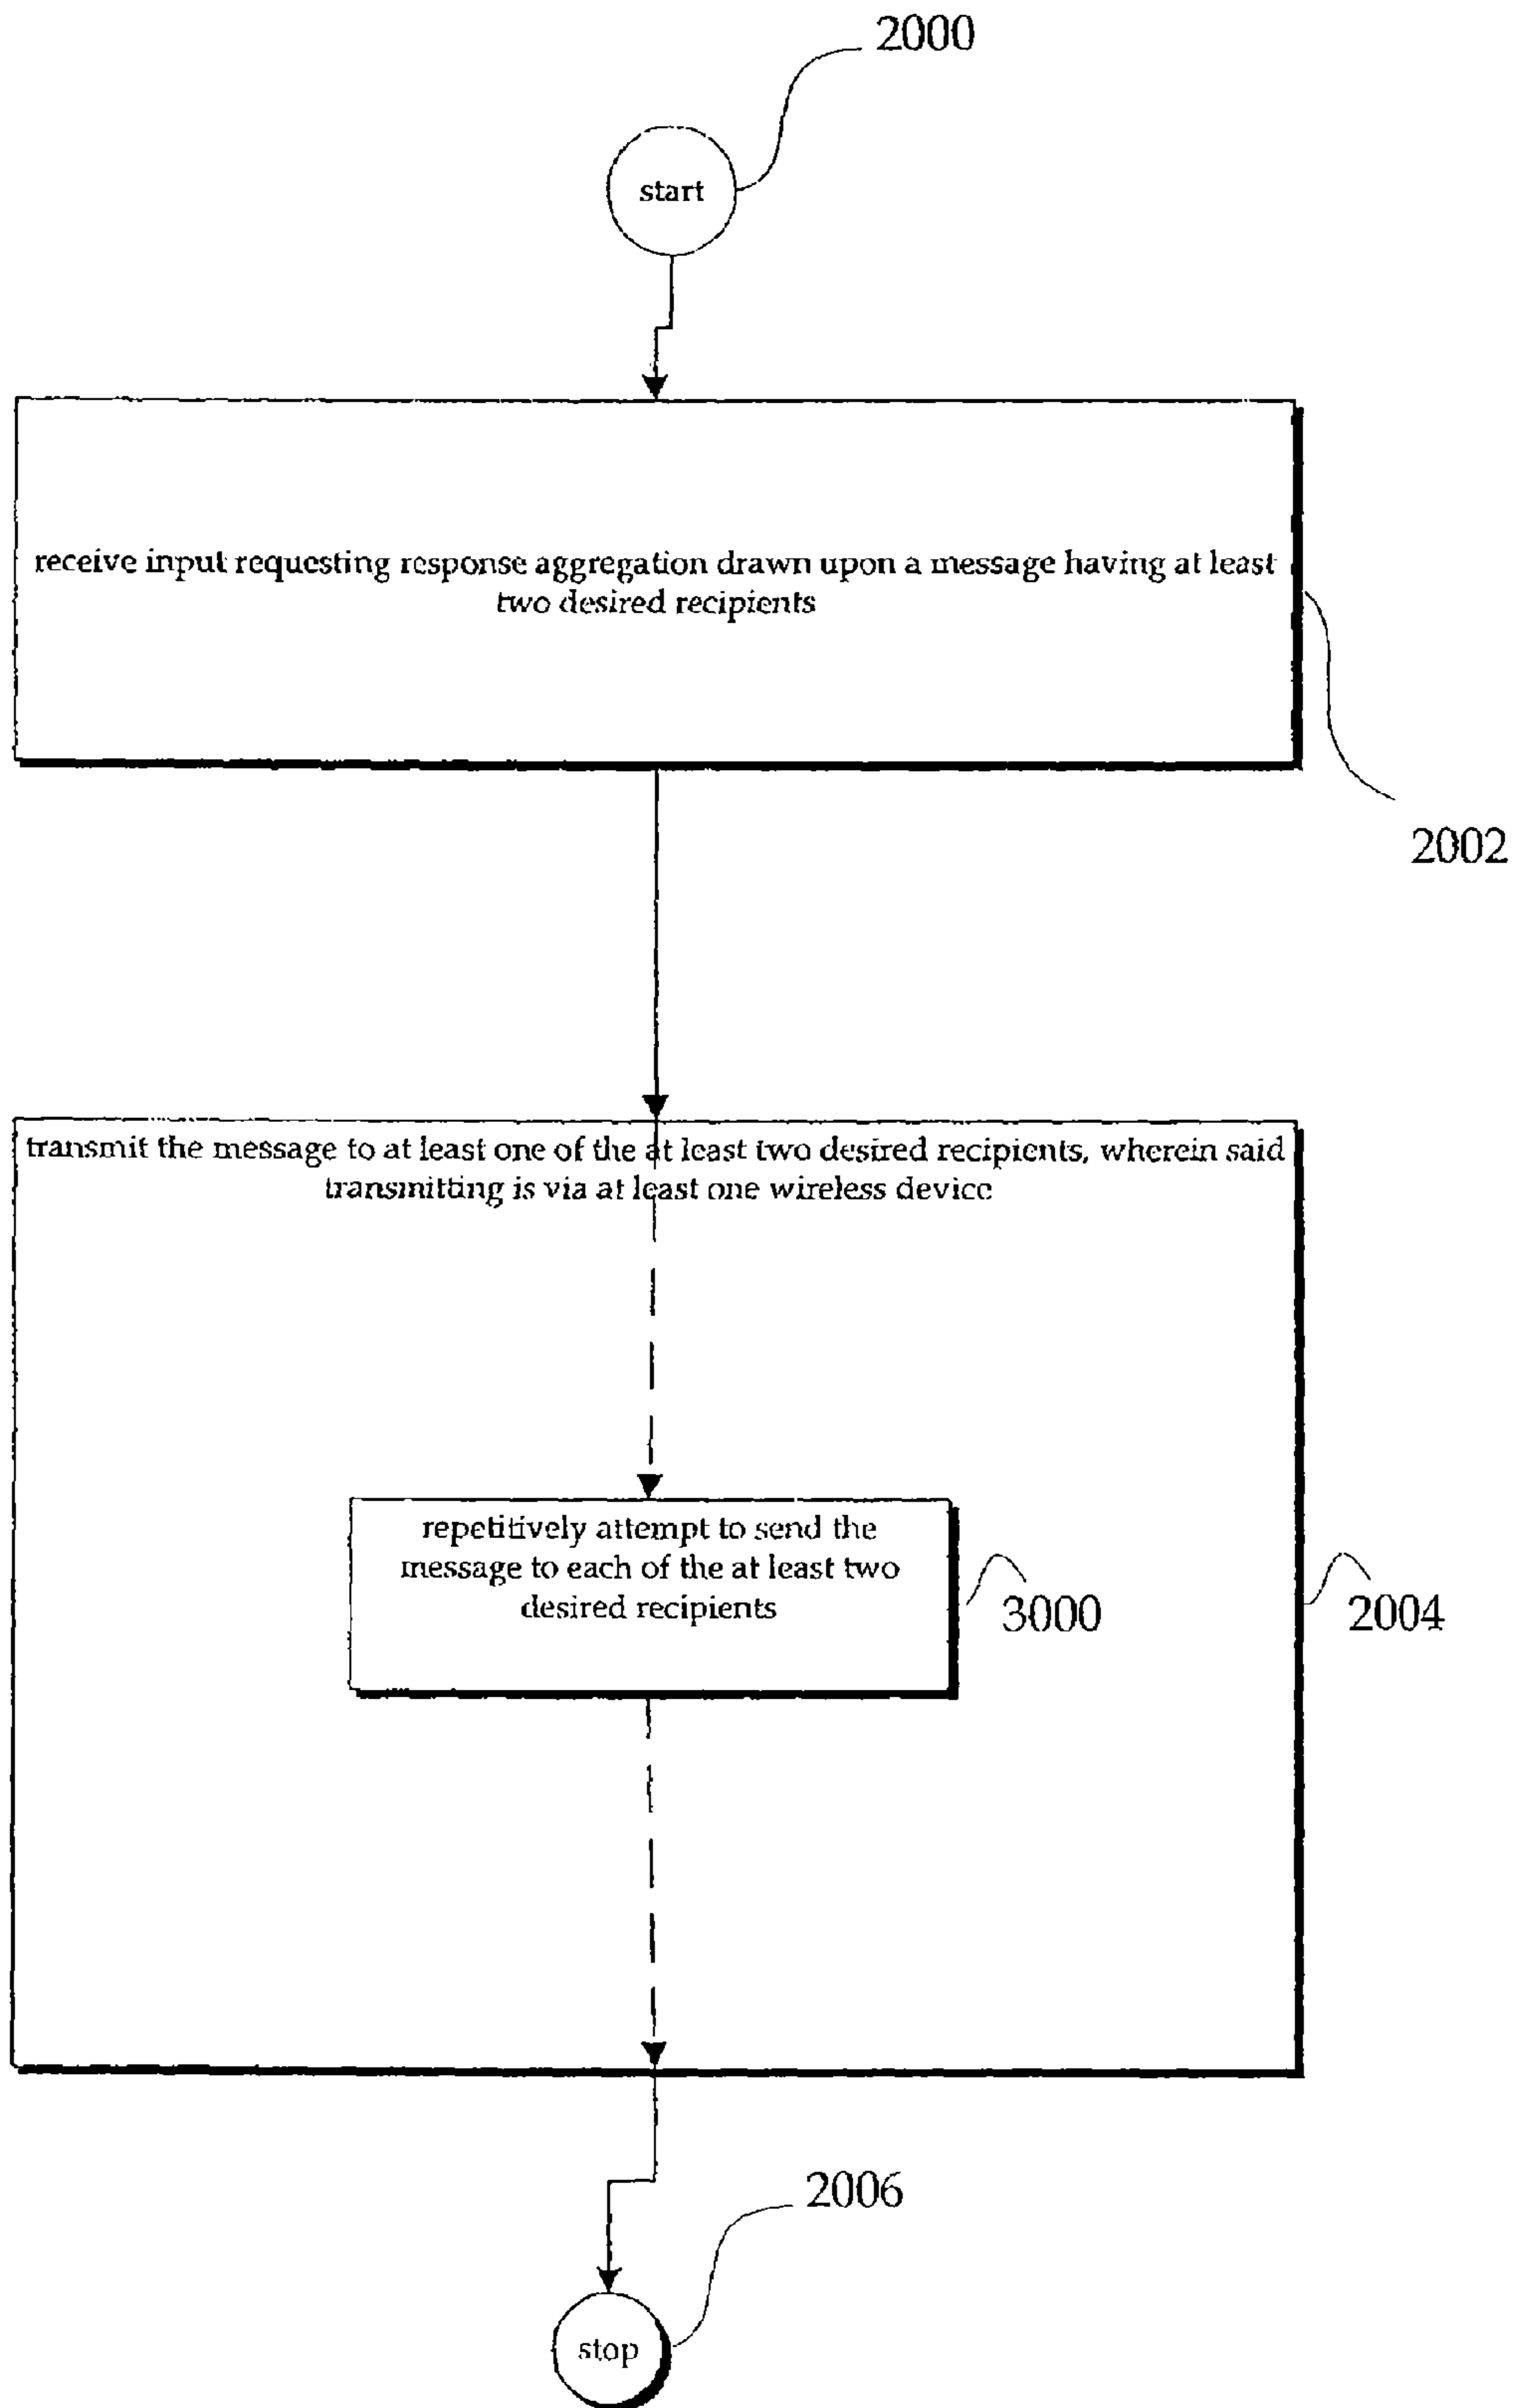 2000
start
receive input requesting response aggregation drawn upon a message having at least
two desired recipients
2002
transmit the message to at least one of the at least two desired recipients, wherein said
transmitting is via at least one wireless device
repetitively attempt to send the
message to each of the at least two
desired recipients
3000
2004
2006
stop